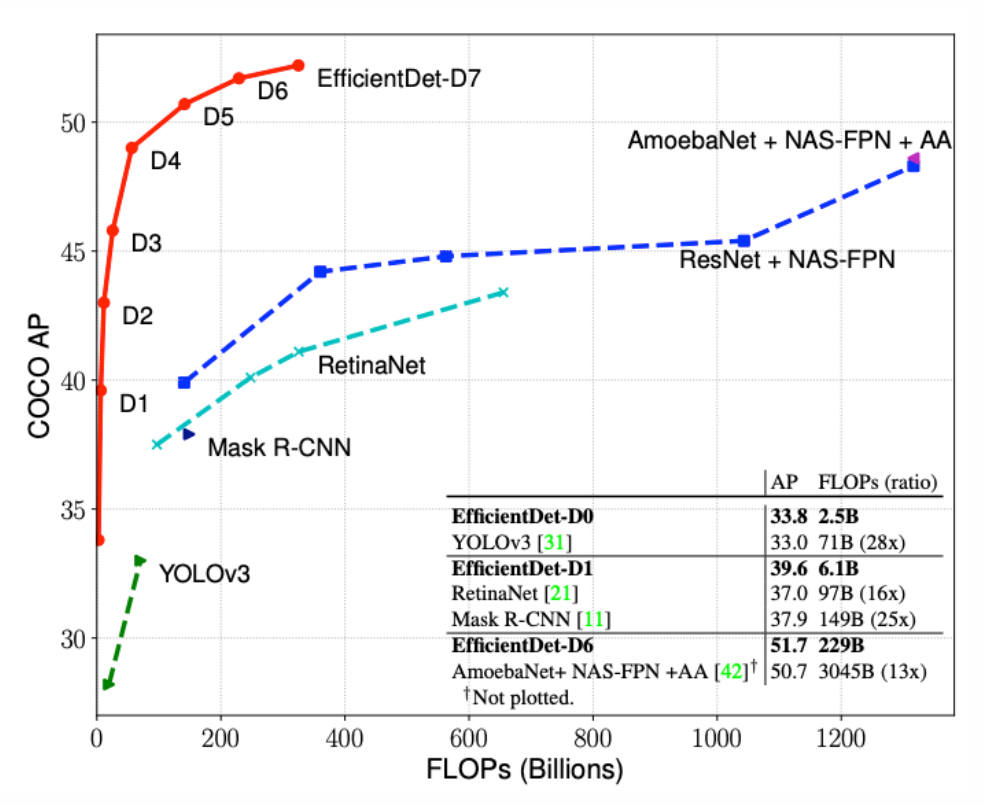 EfficientDet-D7
D6
D5
AmoebaNet + NAS-FPN + AA
D4
D3
ResNet + NAS-FPN
D2
RetinaNet
D1
Mask R-CNN
YOLOv3
COCO AP
50
45
40
35
30
AP FLOPs (ratio)
EfficientDet-D0 33.8 2.5B
YOLOv3 [31] 33.0 71B (28x)
EfficientDet-D1 39.6 6.1B
RetinaNet [21] 37.0 97B (16x)
Mask R-CNN [11] 37.9 149B (25x)
EfficientDet-D6 51.7 229B
AmoebaNet+ NAS-FPN +AA [42]† 50.7 3045B (13x)
†Not plotted.
0 200 400 600 800 1000 1200
FLOPs (Billions)